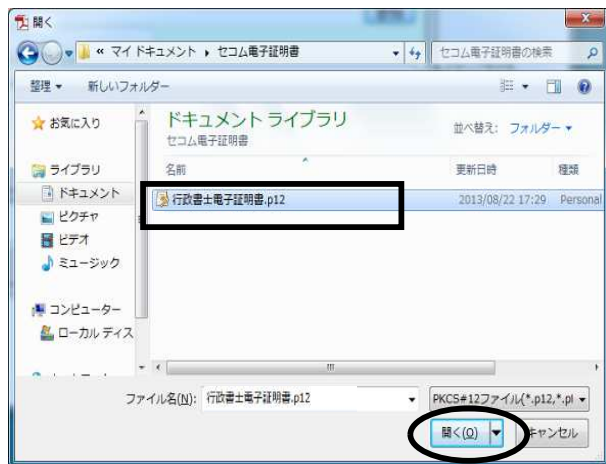 開く
« マイ ドキュメント ▸ セコム電子証明書
セコム電子証明書の検索
整理 ▼ 新しいフォルダー
お気に入り
ライブラリ
ドキュメント
ピクチャ
ビデオ
ミュージック
コンピューター
ローカル ディス
ドキュメント ライブラリ
セコム電子証明書
並べ替え: フォルダー ▼
名前 更新日時 種類
行政書士電子証明書.p12 2013/08/22 17:29 Personal
ファイル名(N): 行政書士電子証明書.p12
PKCS#12ファイル(*.p12,*.p
開く(O)
キャンセル